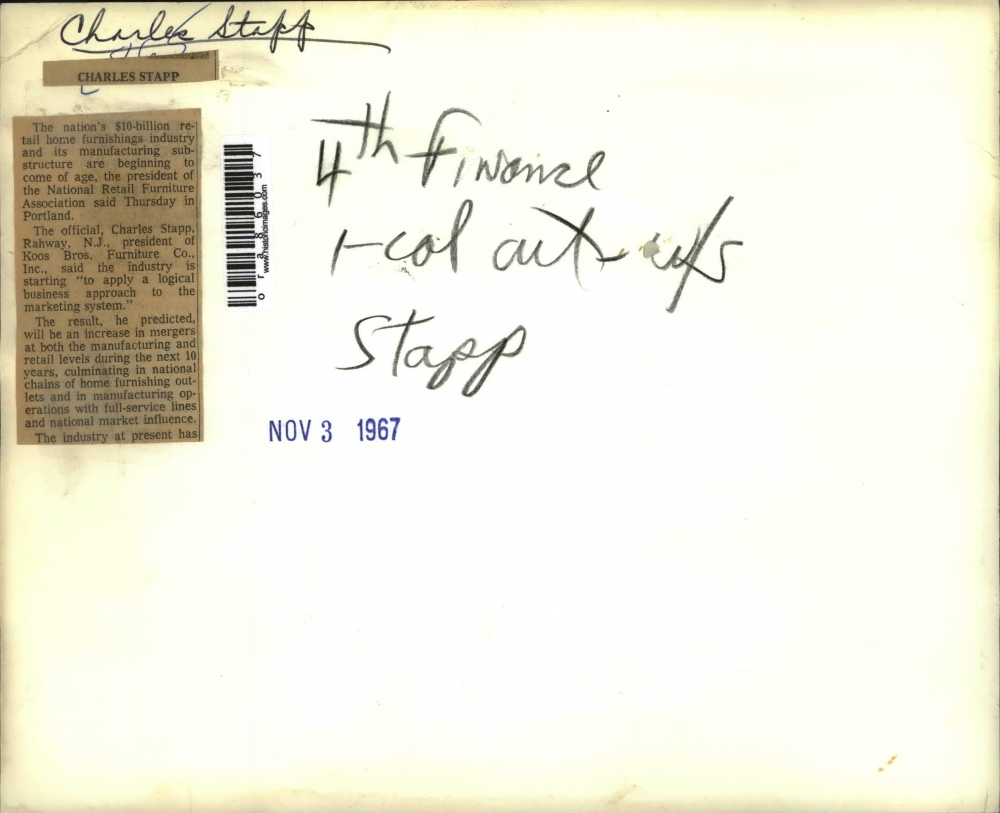 Charles Stapp
CHARLES STAPP
The nation's $10-billion re-
tail home furnishings industry
and its manufacturing sub-
structure are beginning to
come of age, the president of
the National Retail Furniture
Association said Thursday in
Portland.
The official, Charles Stapp,
Rahway, N.J., president of
Koos Bros. Furniture Co.,
Inc., said the industry is
starting "to apply a logical
business approach to the
marketing system."
The result, he predicted,
will be an increase in mergers
at both the manufacturing and
retail levels during the next 10
years, culminating in national
chains of home furnishing out-
lets and in manufacturing op-
erations with full-service lines
and national market influence.
The industry at present has
www.historicimages.com
4th Finance
1-col cut
Stapp
NOV 3 1967